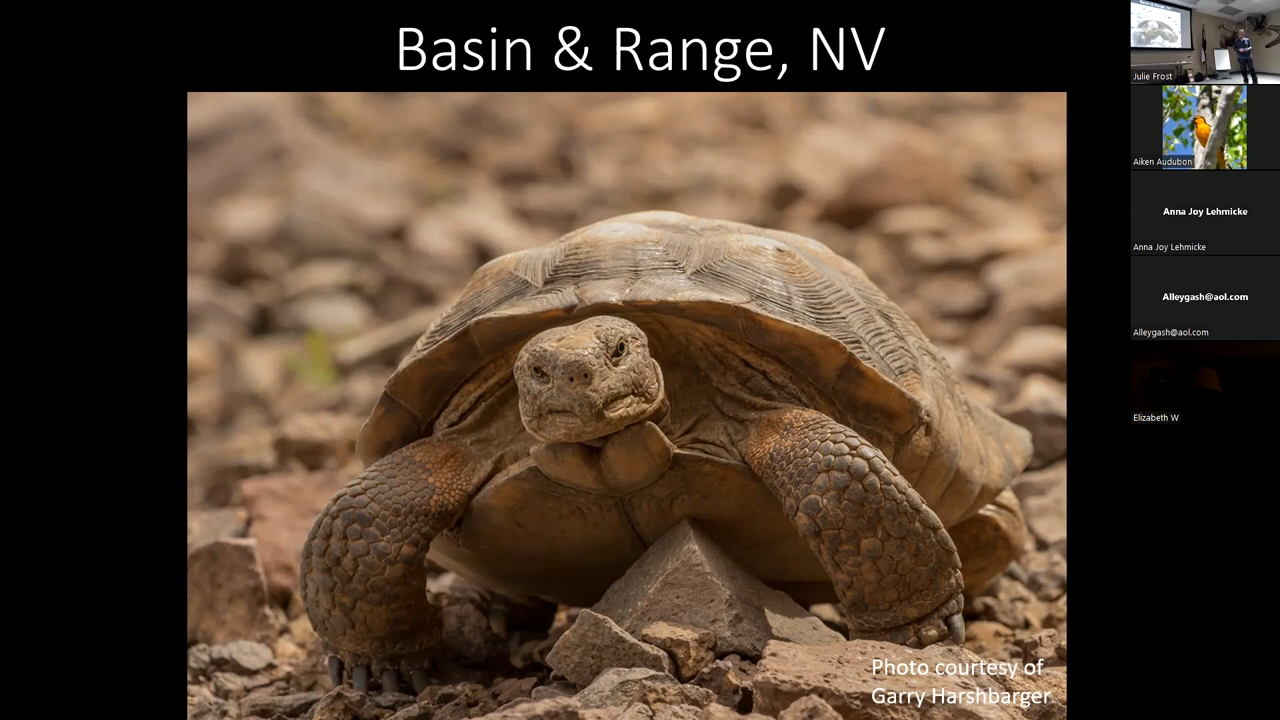 Basin & Range, NV
Photo courtesy of
Garry Harshbarger
Julie Frost
Aiken Audubon
Anna Joy Lehmicke
Anna Joy Lehmicke
Alleygash@aol.com
Alleygash@aol.com
Elizabeth W